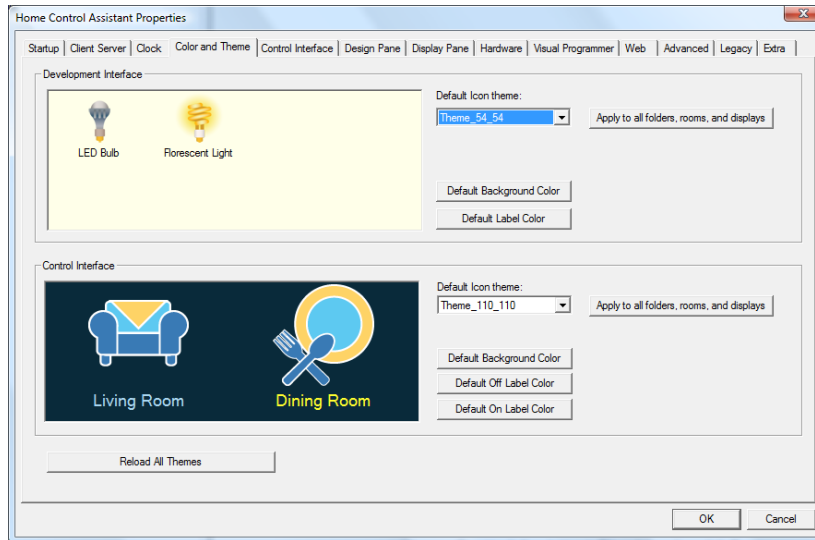 Home Control Assistant Properties
Startup Client Server Clock Color and Theme Control Interface Design Pane Display Pane Hardware Visual Programmer Web Advanced Legacy Extra
Development Interface
Default Icon theme:
Theme_54_54 Apply to all folders, rooms, and displays
LED Bulb Florescent Light
Default Background Color
Default Label Color
Control Interface
Default Icon theme:
Theme_110_110 Apply to all folders, rooms, and displays
Default Background Color
Default Off Label Color
Living Room Dining Room
Default On Label Color
Reload All Themes
OK Cancel